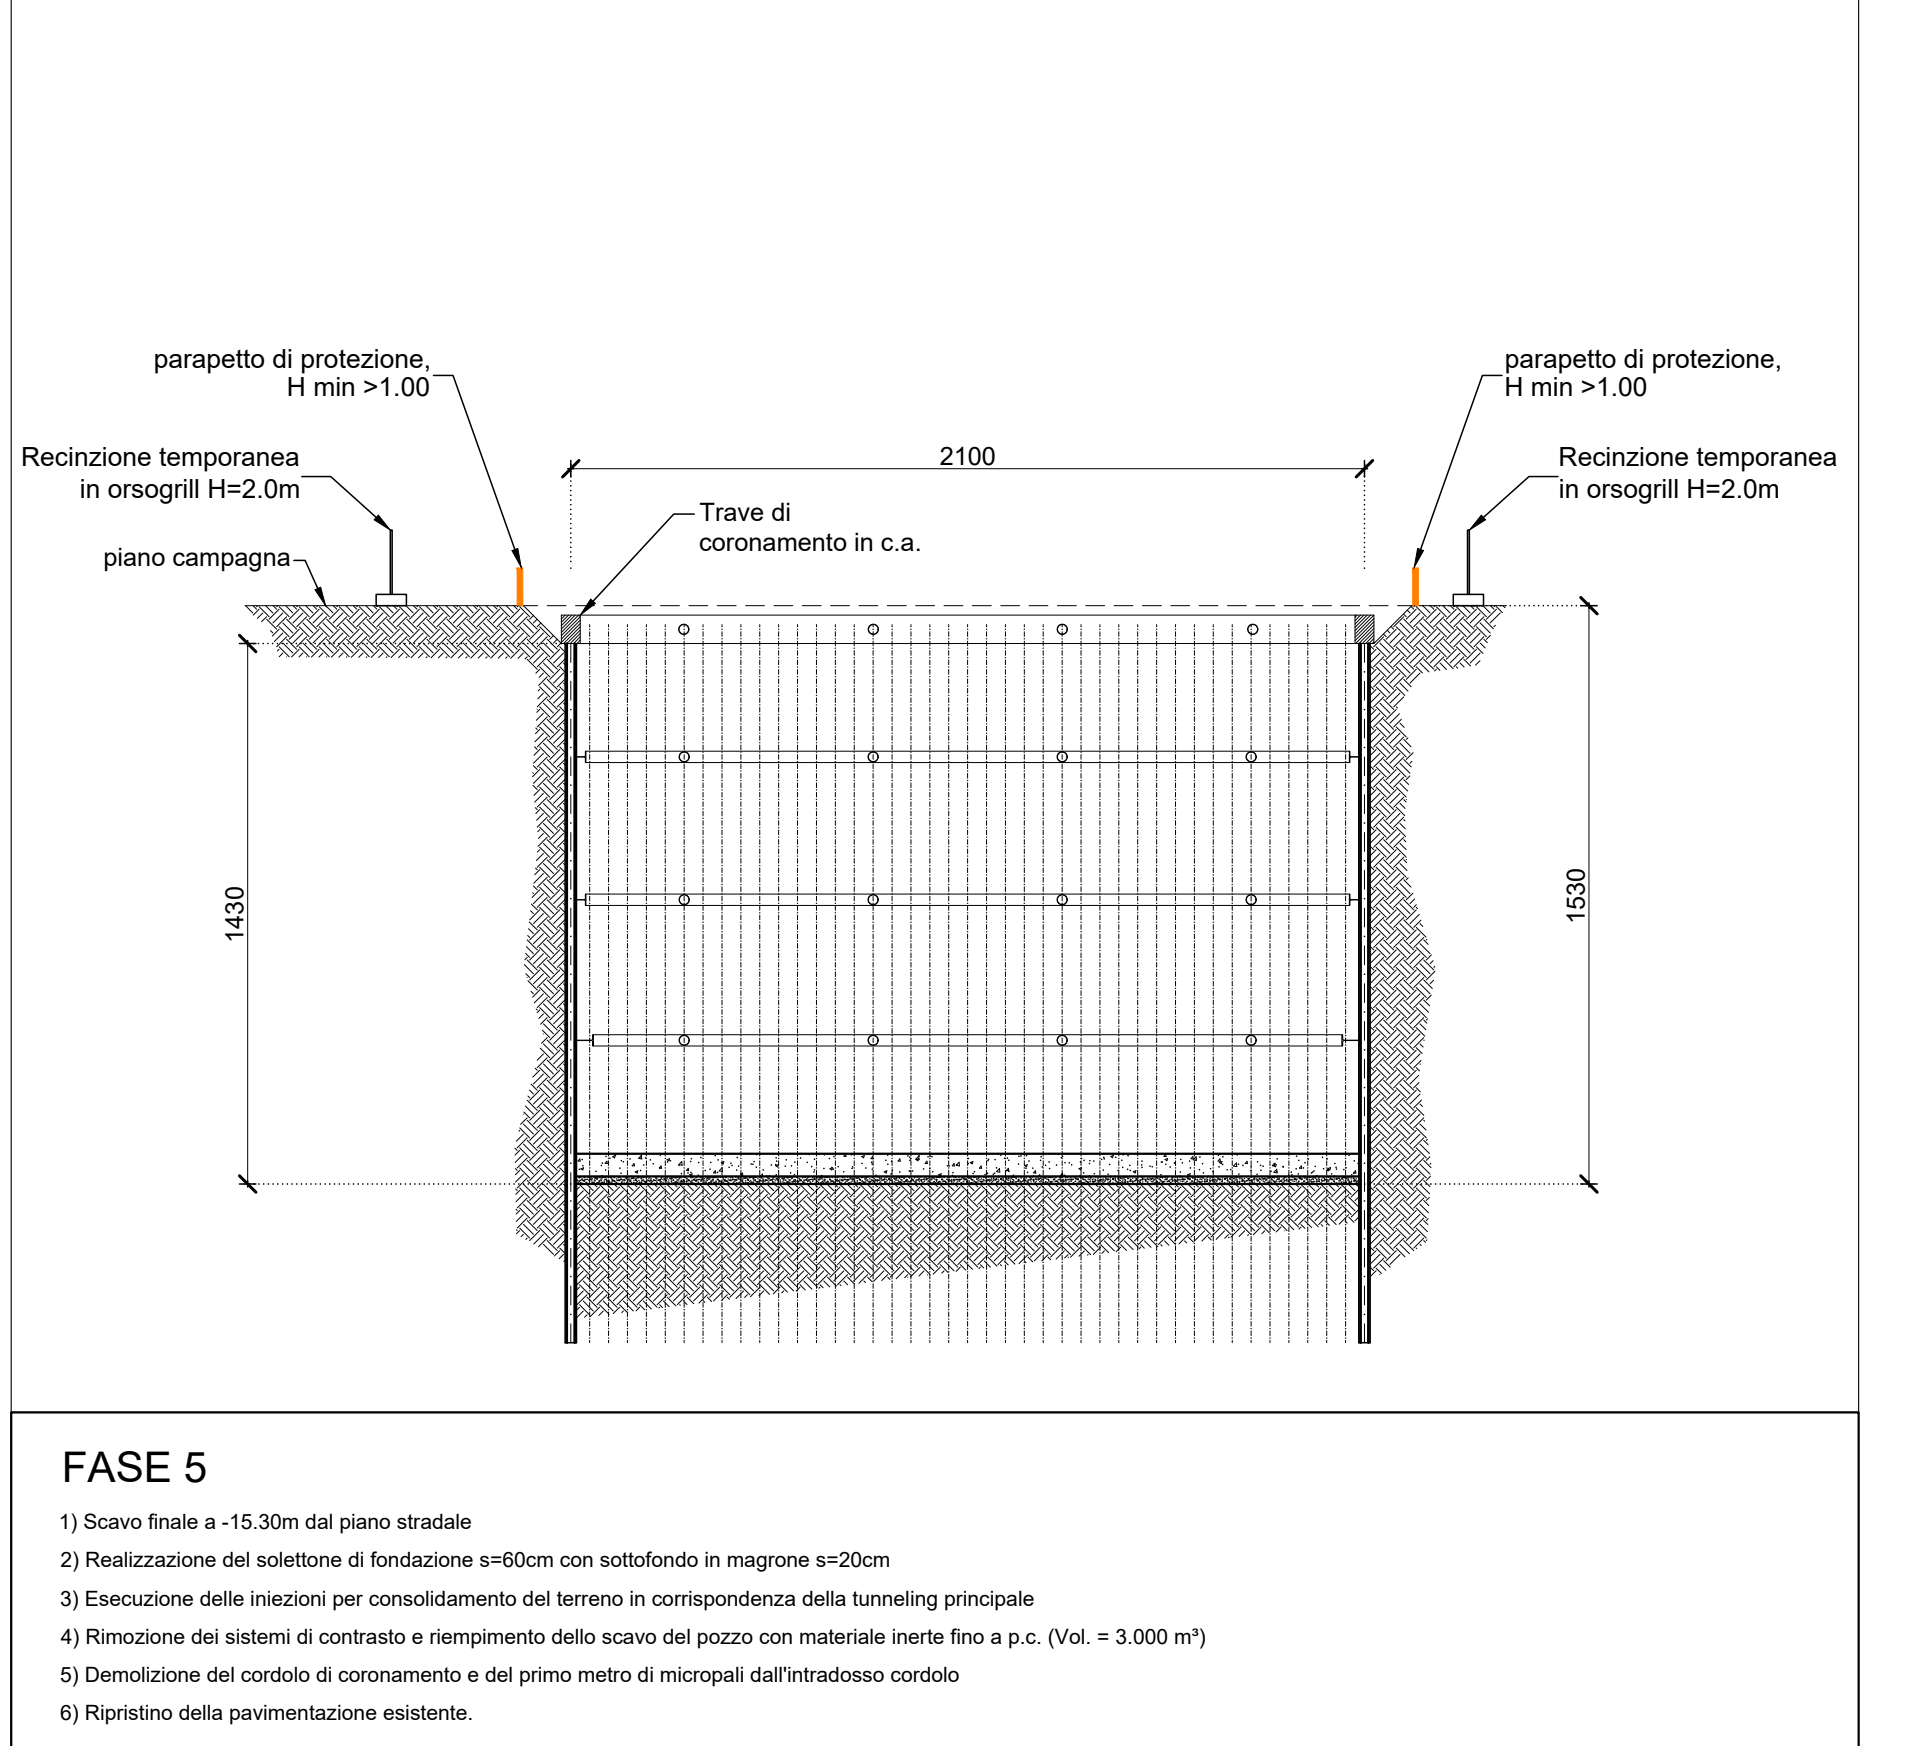 parapetto di protezione,
H min >1.00
parapetto di protezione,
H min >1.00
Recinzione temporanea
in orsogrill H=2.0m
2100
Recinzione temporanea
in orsogrill H=2.0m
Trave di
coronamento in c.a.
piano campagna
1430
1530
FASE 5
1) Scavo finale a -15.30m dal piano stradale
2) Realizzazione del solettone di fondazione s=60cm con sottofondo in magrone s=20cm
3) Esecuzione delle iniezioni per consolidamento del terreno in corrispondenza della tunneling principale
4) Rimozione dei sistemi di contrasto e riempimento dello scavo del pozzo con materiale inerte fino a p.c. (Vol. = 3.000 m³)
5) Demolizione del cordolo di coronamento e del primo metro di micropali dall'intradosso cordolo
6) Ripristino della pavimentazione esistente.